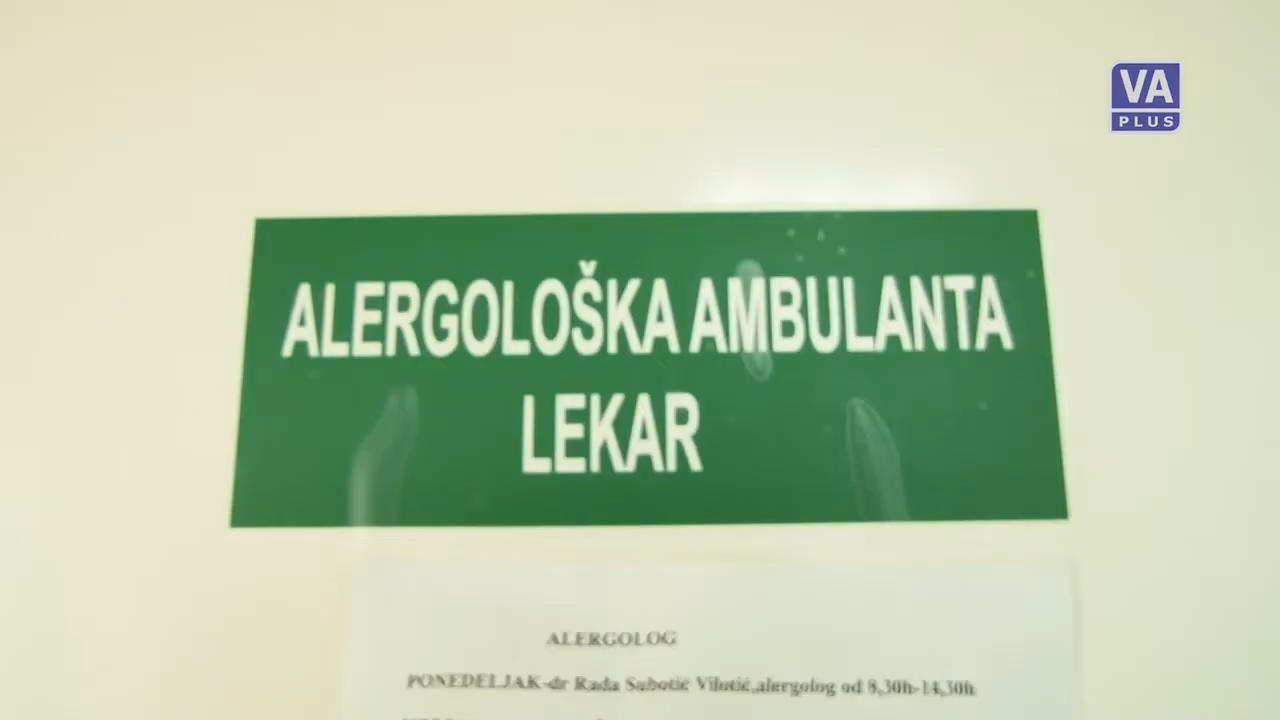 VA
PLUS
ALERGOLOŠKA AMBULANTA
LEKAR
ALERGOLOG
PONEDELJAK-dr Rada Subotić Vilotić,alergolog od 8,30h-14,30h